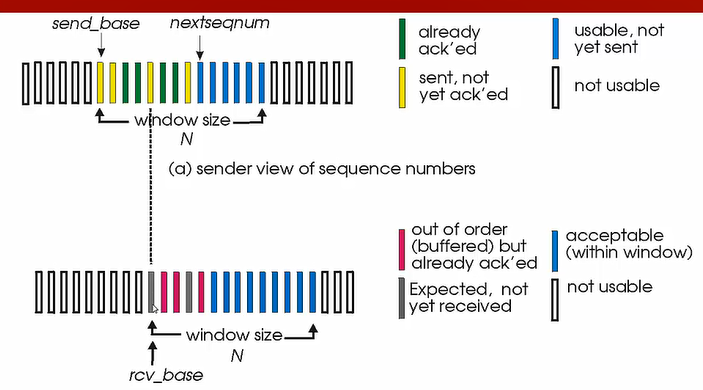 send_base
nextseqnum
already
ack'ed
usable, not
yet sent
sent, not
yet ack'ed
not usable
window size
N
(a) sender view of sequence numbers
out of order
(buffered) but
already ack'ed
acceptable
(within window)
Expected, not
yet received
not usable
window size
N
rcv_base